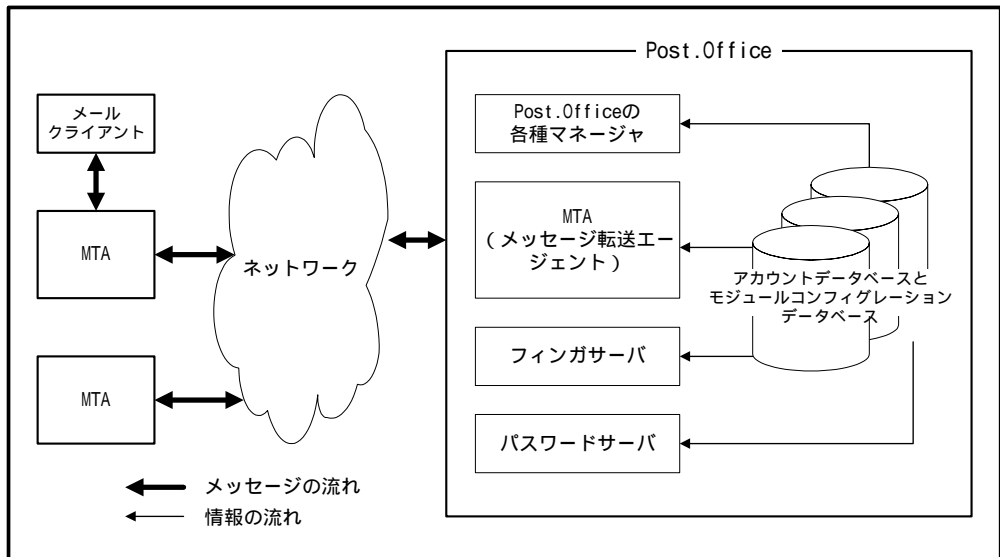 Post.Office
メール
クライアント
MTA
MTA
ネットワーク
Post.Officeの
各種マネージャ
MTA
(メッセージ転送エー
ジェント)
フィンガサーバ
パスワードサーバ
アカウントデータベースと
モジュールコンフィグレーション
データベース
メッセージの流れ
情報の流れ